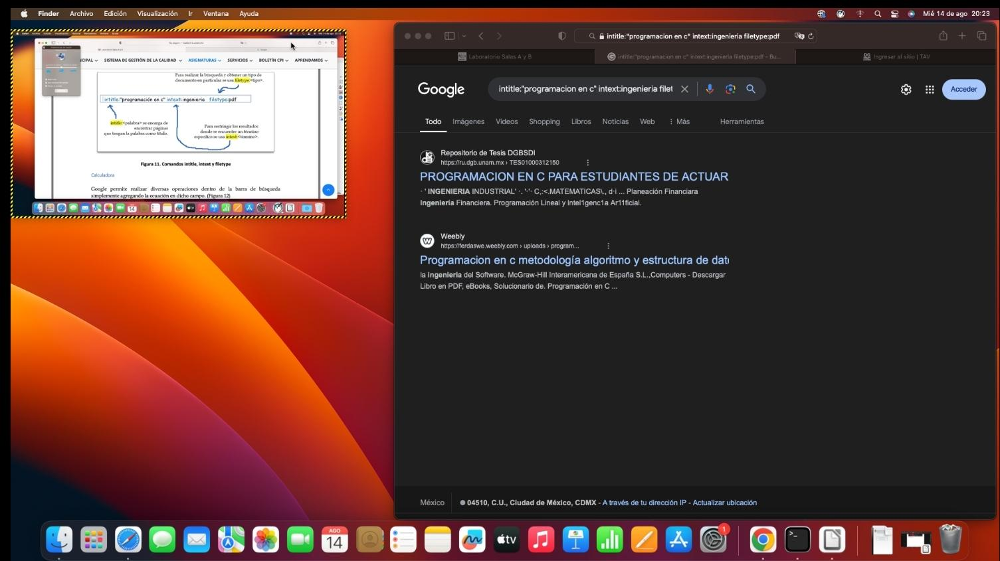 Finder Archivo Edición Visualización Ir Ventana Ayuda
Mié 14 de ago 20:23
CIPAL SISTEMA DE GESTIÓN DE LA CALIDAD ASIGNATURAS SERVICIOS BOLETÍN CPI APRENDAMOS
Para realizar la búsqueda y obtener un tipo de
documento en particular se usa filetype:<tipo>.
intitle:"programación en c" intext:ingenieria filetype:pdf
intitle:<palabra> se encarga de
encontrar páginas
que tengan la palabra como título.
Para restringir los resultados
donde se encuentre un término
específico se usa intext:<término>.
Figura 11. Comandos intitle, intext y filetype
Calculadora
Google permite realizar diversas operaciones dentro de la barra de búsqueda
simplemente agregando la ecuación en dicho campo. (Figura 12)
intitle:"programacion en c" intext:ingenieria filetype:pdf
Laboratorio Salas A y B
intitle:"programacion en c" intext:ingenieria filetype:pdf - Bu...
Ingresar al sitio | TAV
Google
intitle:"programacion en c" intext:ingenieria filet
Acceder
Todo Imágenes Videos Shopping Libros Noticias Web Más Herramientas
Repositorio de Tesis DGBSDI
https://ru.dgb.unam.mx › TES01000312150
PROGRAMACION EN C PARA ESTUDIANTES DE ACTUAR
· ' INGENIERIA INDUSTRIAL' ·. '·'· C,:<.MATEMATICAS\., d·i ... Planeación Financiara
Ingeniería Financiera. Programación Lineal y Intel1genc1a Ar11ficial.
Weebly
https://ferdaswe.weebly.com › uploads › program...
Programacion en c metodología algoritmo y estructura de dat
la ingenieria del Software. McGraw-Hill Interamericana de España S.L.,Computers - Descargar
Libro en PDF, eBooks, Solucionario de. Programación en C ...
México
04510, C.U., Ciudad de México, CDMX - A través de tu dirección IP - Actualizar ubicación
AGO
14
tv
1